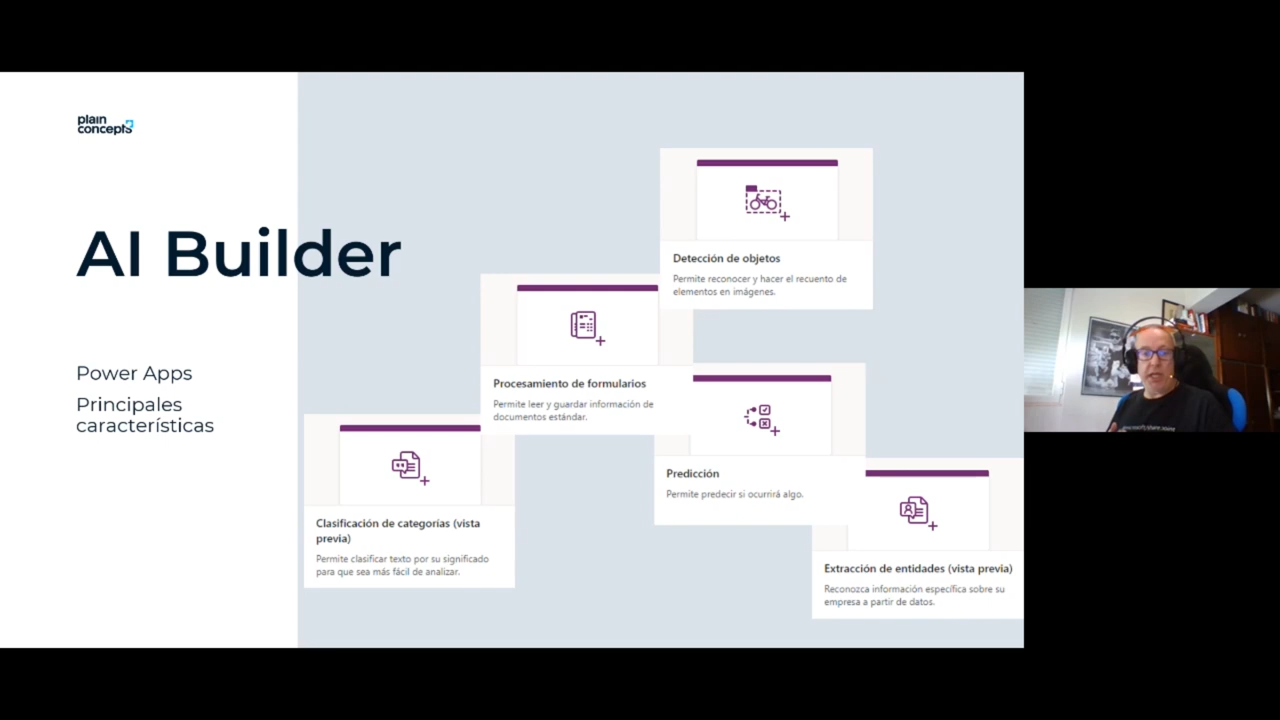 plain
concepts
AI Builder
Power Apps
Principales
características
Detección de objetos
Permite reconocer y hacer el recuento de
elementos en imágenes.
Procesamiento de formularios
Permite leer y guardar información de
documentos estándar.
Predicción
Permite predecir si ocurrirá algo.
Clasificación de categorías (vista
previa)
Permite clasificar texto por su significado
para que sea más fácil de analizar.
Extracción de entidades (vista previa)
Reconozca información específica sobre su
empresa a partir de datos.